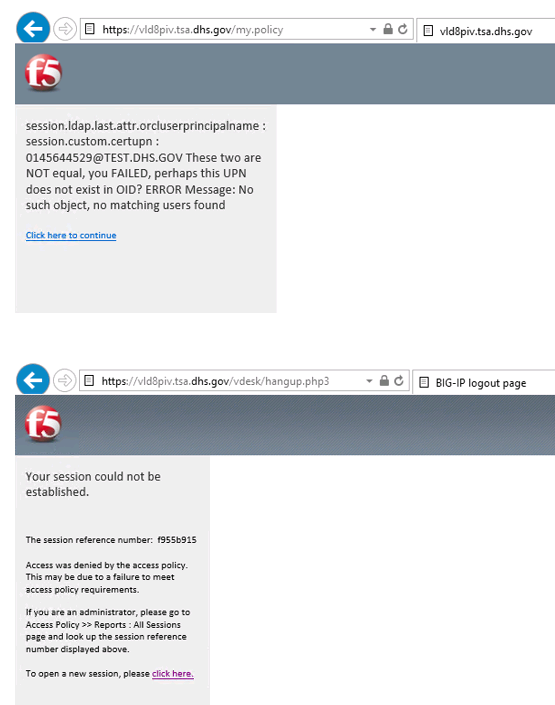 https://vld8piv.tsa.dhs.gov/my.policy
vld8piv.tsa.dhs.gov
f5
session.ldap.last.attr.orcluserprincipalname :
session.custom.certupn :
0145644529@TEST.DHS.GOV These two are
NOT equal, you FAILED, perhaps this UPN
does not exist in OID? ERROR Message: No
such object, no matching users found
Click here to continue
https://vld8piv.tsa.dhs.gov/vdesk/hangup.php3
BIG-IP logout page
f5
Your session could not be
established.
The session reference number: f955b915
Access was denied by the access policy.
This may be due to a failure to meet
access policy requirements.
If you are an administrator, please go to
Access Policy >> Reports : All Sessions
page and look up the session reference
number displayed above.
To open a new session, please click here.